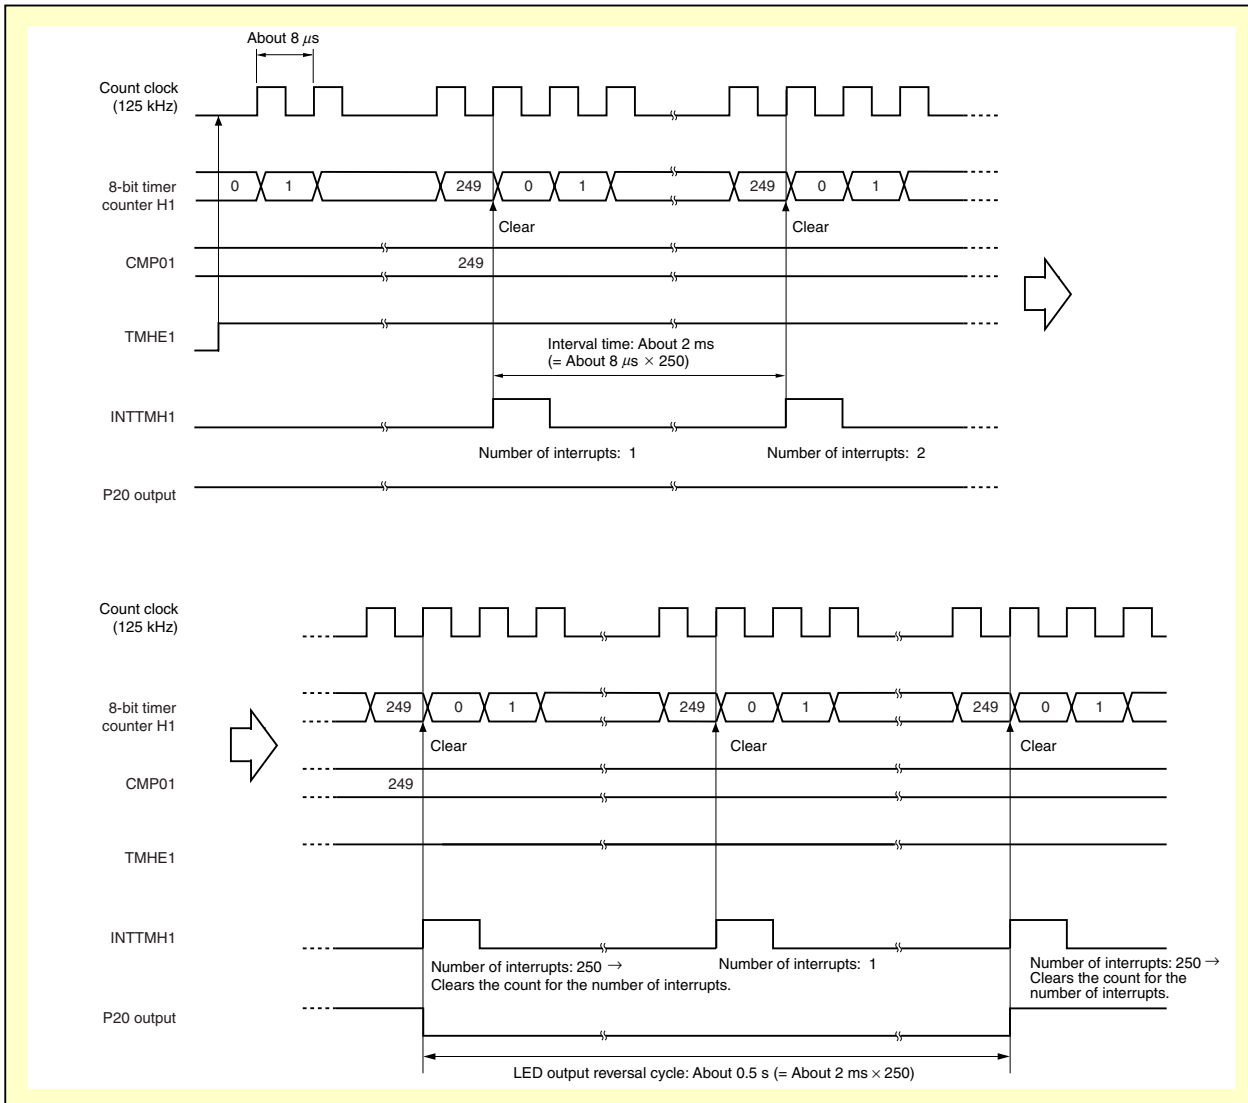 About 8 μs
Count clock
(125 kHz)
8-bit timer
counter H1
0 1 249 0 1 249 0 1
Clear Clear
CMP01
249
TMHE1
Interval time: About 2 ms
(= About 8 μs × 250)
INTTMH1
Number of interrupts: 1 Number of interrupts: 2
P20 output
Count clock
(125 kHz)
8-bit timer
counter H1
249 0 1 249 0 1 249 0 1
Clear Clear Clear
CMP01
249
TMHE1
INTTMH1
Number of interrupts: 250 →
Clears the count for the number of interrupts.
Number of interrupts: 1
Number of interrupts: 250 →
Clears the count for the
number of interrupts.
P20 output
LED output reversal cycle: About 0.5 s (= About 2 ms × 250)